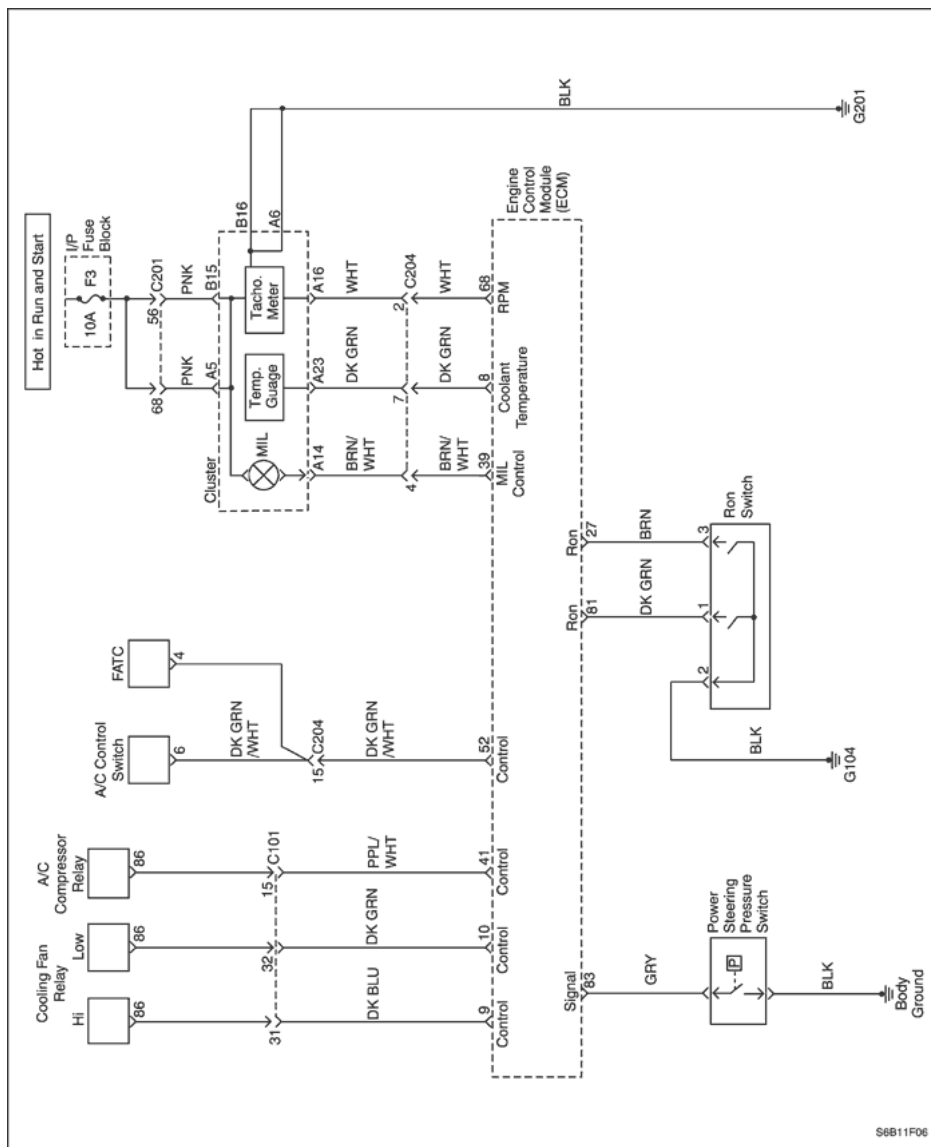 Hot in Run and Start
I/P
Fuse
Block
F3
10A
56
C201
68
PNK
PNK
B15
A5
B16
A6
BLK
G201
Cluster
MIL
Temp.
Guage
Tacho.
Meter
A14
A23
A16
BRN/
WHT
DK GRN
WHT
4
7
2
C204
BRN/
WHT
DK GRN
WHT
39
8
68
MIL
Control
Coolant
Temperature
RPM
Engine
Control
Module
(ECM)
FATC
4
A/C Control
Switch
6
DK GRN
/WHT
15
C204
DK GRN
/WHT
52
Control
Cooling Fan
Relay
Hi
Low
A/C
Compressor
Relay
86
86
86
31
32
15
C101
DK BLU
DK GRN
PPL/
WHT
9
10
41
Control
Control
Control
Signal
83
GRY
Power
Steering
Pressure
Switch
P
BLK
Body
Ground
Ron
81
Ron
27
DK GRN
BRN
2
1
3
Ron
Switch
BLK
G104
S6B11F06